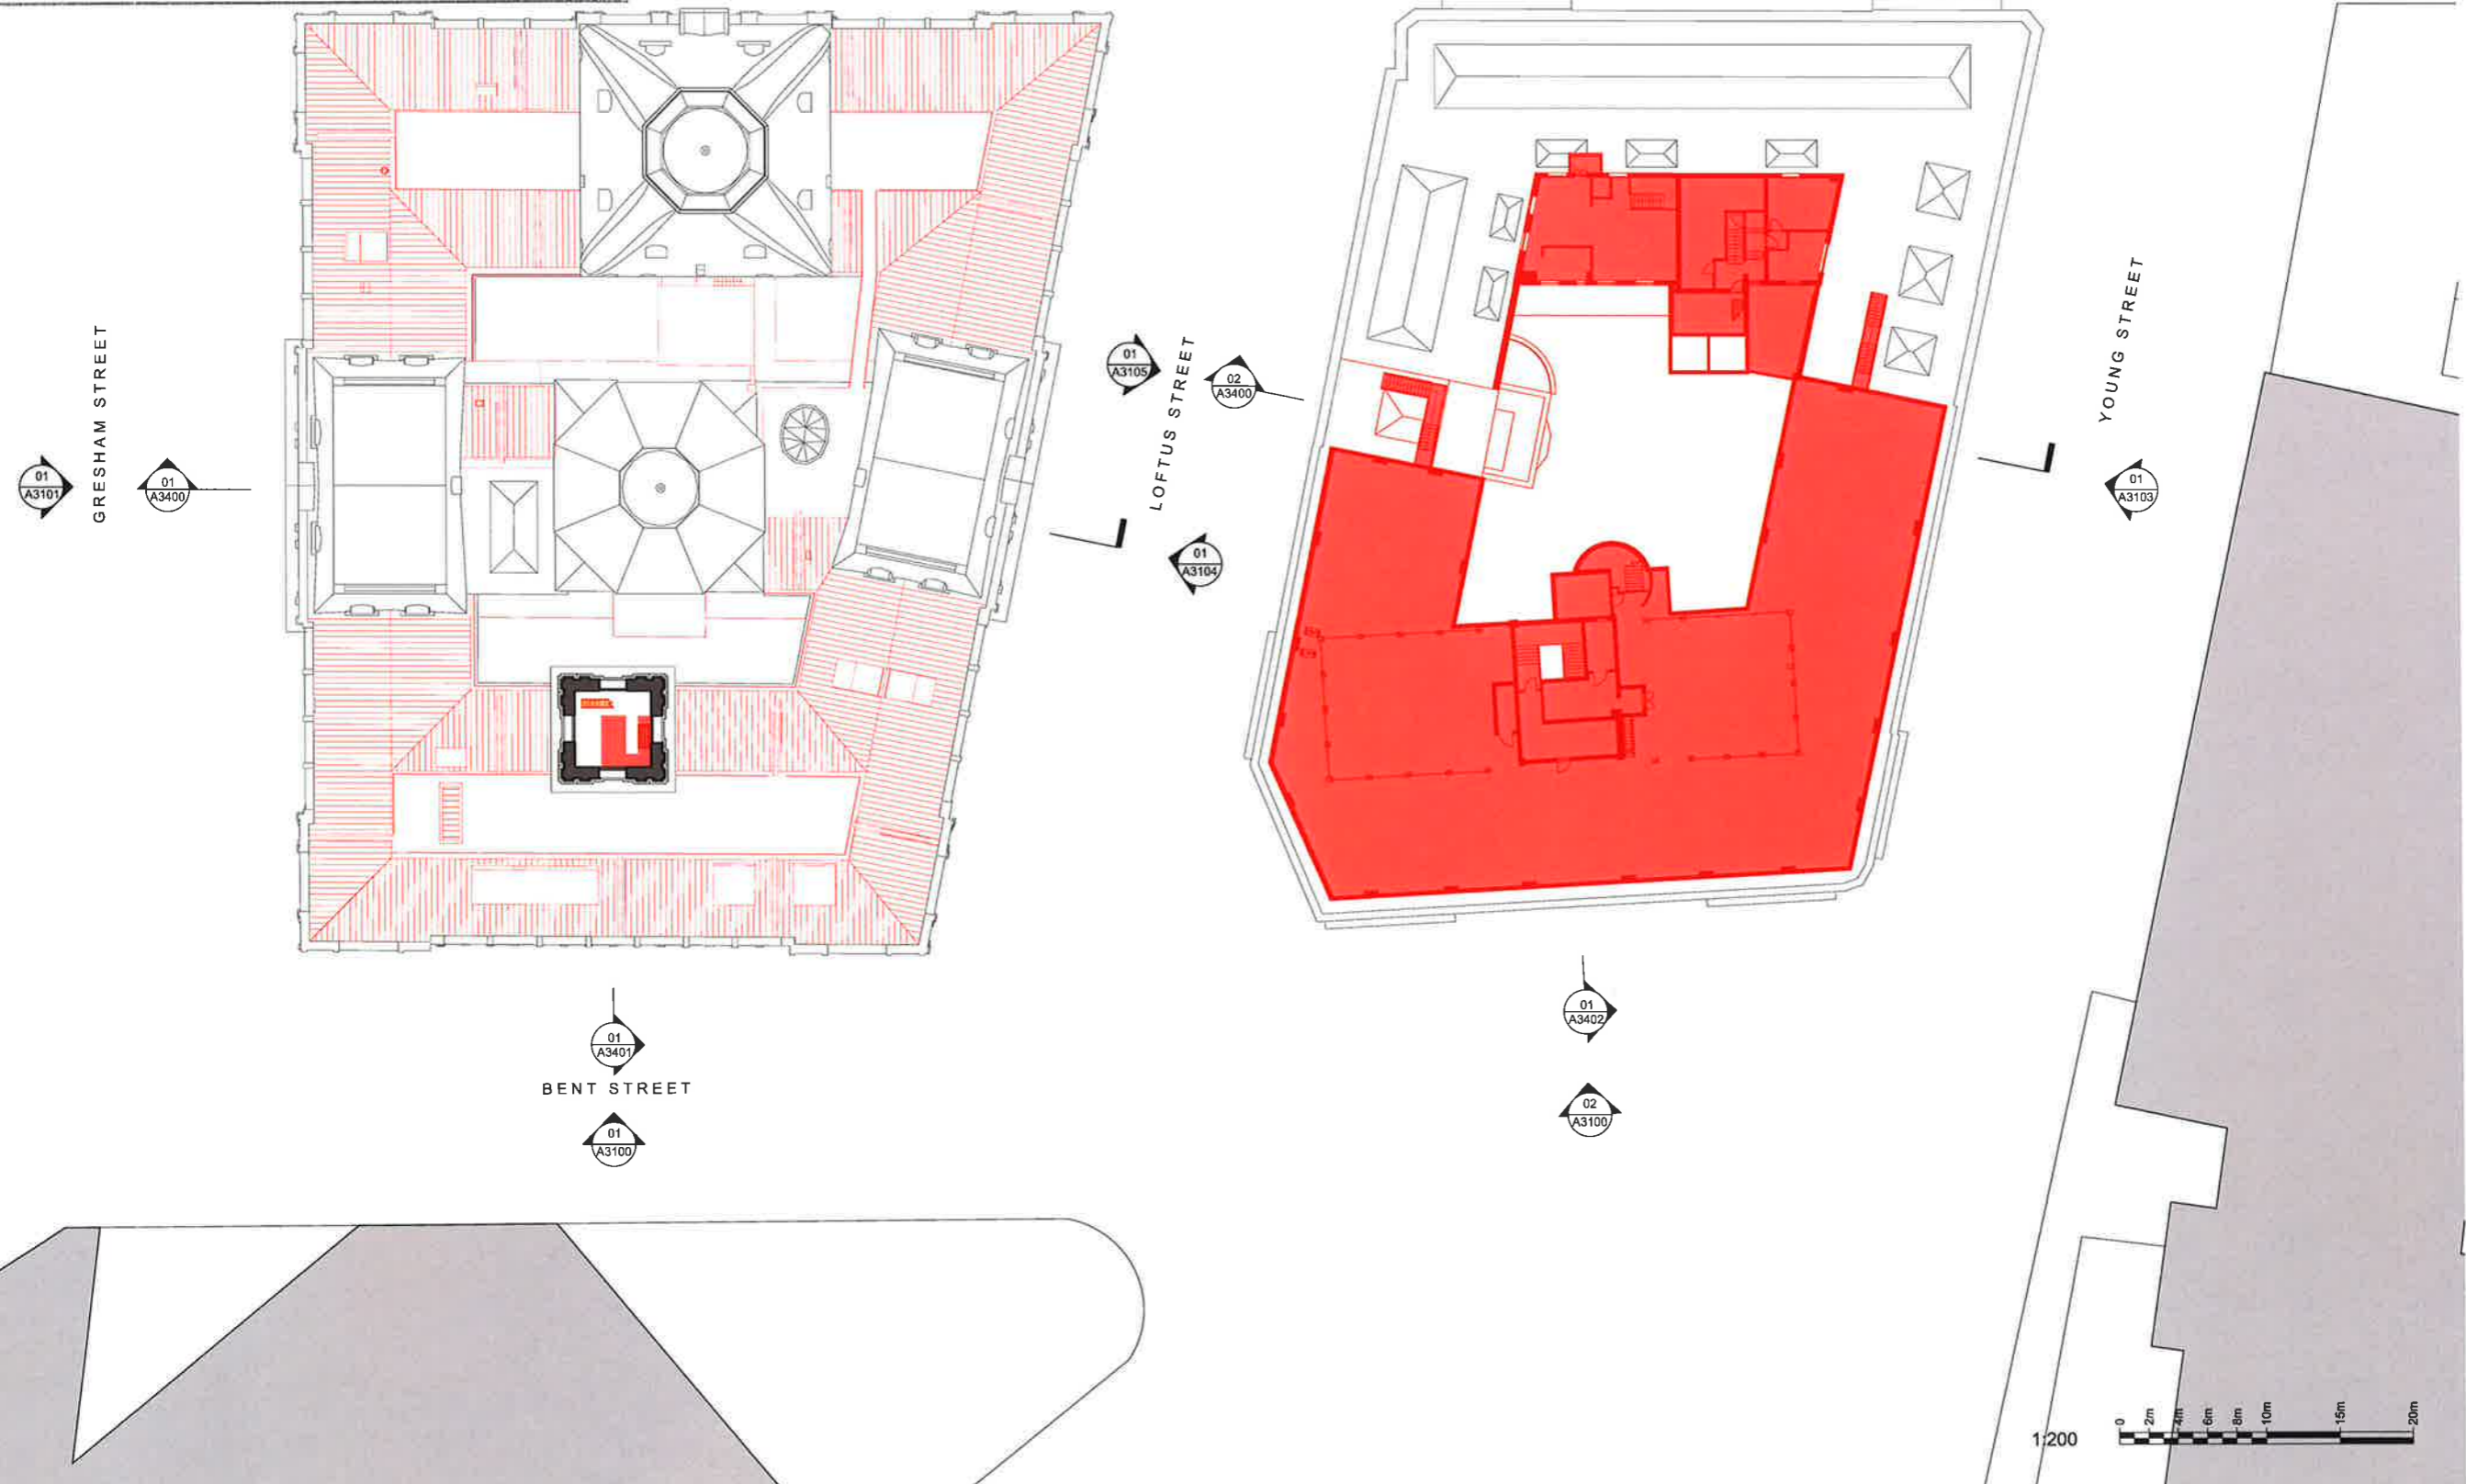 GRESHAM STREET
01
A3101
01
A3400
01
A3105
LOFTUS STREET
02
A3400
01
A3104
YOUNG STREET
01
A3103
01
A3401
BENT STREET
01
A3100
01
A3402
02
A3100
1:200
0 2m 4m 6m 8m 10m 15m 20m